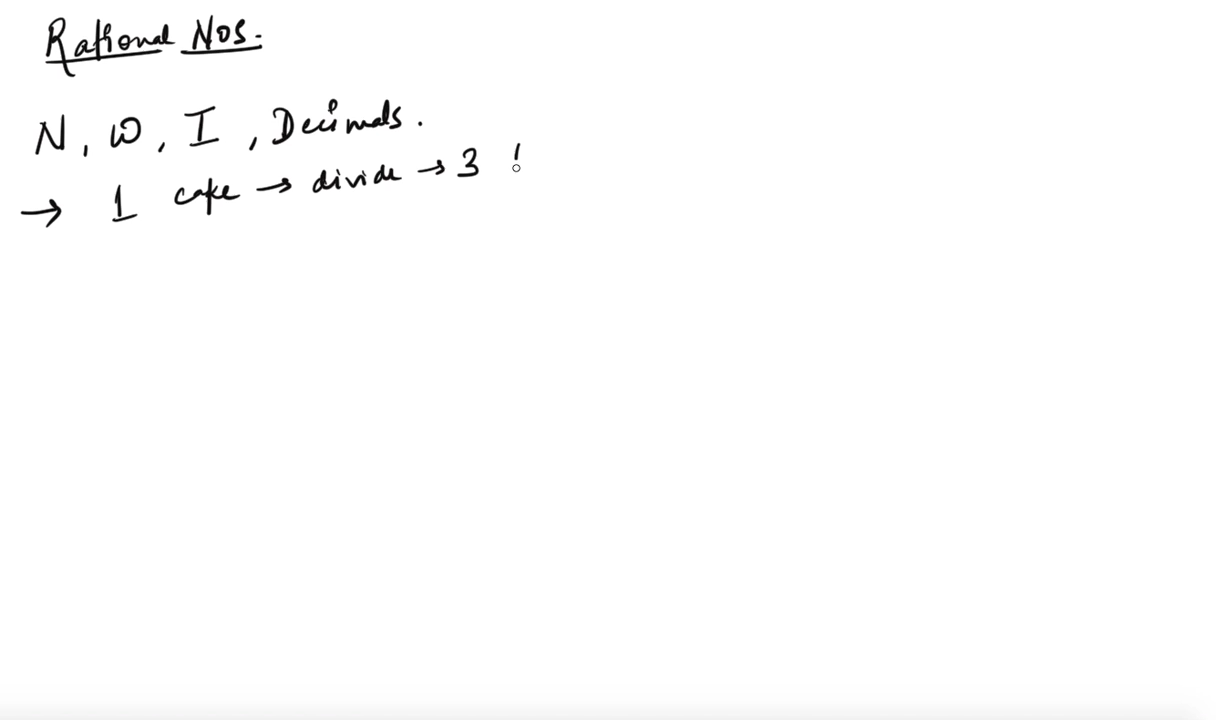 Rational Nos.
N, W, I, Decimals.
→ 1 cake → divide → 3